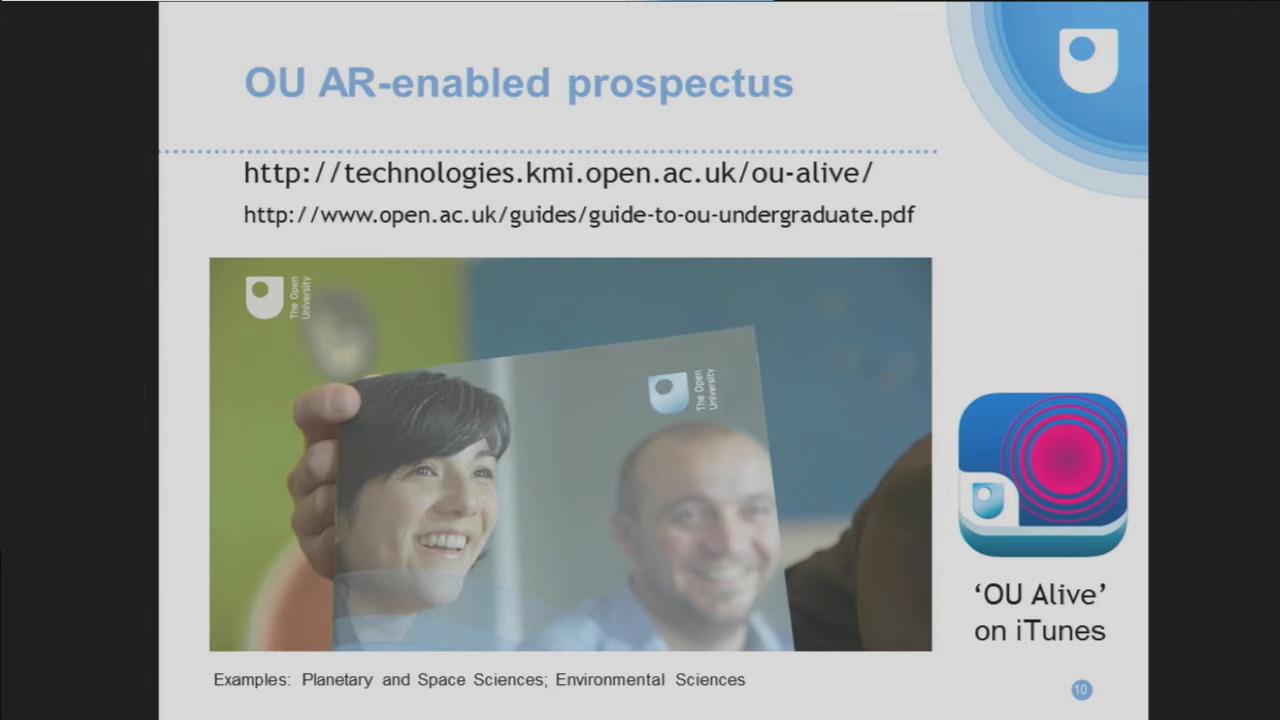 OU AR-enabled prospectus
http://technologies.kmi.open.ac.uk/ou-alive/
http://www.open.ac.uk/guides/guide-to-ou-undergraduate.pdf
The Open
University
The Open
University
'OU Alive'
on iTunes
Examples: Planetary and Space Sciences; Environmental Sciences
10